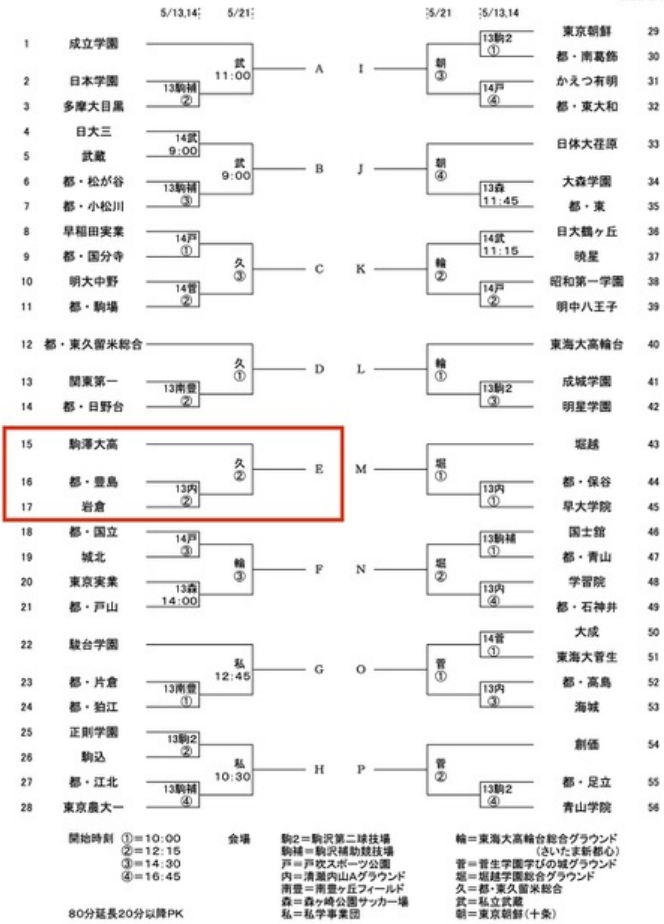 5/13,14 5/21 5/21 5/13,14
1 成立学園
2 日本学園
3 多摩大目黒
13駒補 ②
武 11:00
A
4 日大三
5 武蔵
14武 9:00
6 都・松が谷
7 都・小松川
13駒補 ③
武 9:00
B
8 早稲田実業
9 都・国分寺
14戸 ①
10 明大中野
11 都・駒場
14菅 ②
久 ③
C
12 都・東久留米総合
13 関東第一
14 都・日野台
13南豊 ②
久 ①
D
15 駒澤大高
16 都・豊島
17 岩倉
13内 ②
久 ②
E
18 都・国立
19 城北
14戸 ③
20 東京実業
21 都・戸山
13森 14:00
輪 ③
F
22 駿台学園
23 都・片倉
24 都・狛江
13南豊 ①
私 12:45
G
25 正則学園
26 駒込
13駒2 ②
27 都・江北
28 東京農大一
13駒補 ④
私 10:30
H
I
朝 ③
13駒2 ①
東京朝鮮 29
都・南葛飾 30
14戸 ④
かえつ有明 31
都・東大和 32
J
朝 ④
日体大荏原 33
13森 11:45
大森学園 34
都・東 35
K
輪 ②
14武 11:15
日大鶴ヶ丘 36
暁星 37
14戸 ②
昭和第一学園 38
明中八王子 39
L
輪 ①
東海大高輪台 40
13駒2 ③
成城学園 41
明星学園 42
M
堀 ①
堀越 43
13内 ①
都・保谷 44
早大学院 45
N
堀 ②
13駒補 ①
国士舘 46
都・青山 47
13内 ④
学習院 48
都・石神井 49
O
菅 ①
14菅 ①
大成 50
東海大菅生 51
13内 ③
都・高島 52
海城 53
P
菅 ②
創価 54
13駒2 ④
都・足立 55
青山学院 56
開始時刻 ①=10:00
②=12:15
③=14:30
④=16:45
80分延長20分以降PK
会場 駒2=駒沢第二球技場
駒補=駒沢補助競技場
戸=戸吹スポーツ公園
内=清瀬内山Aグラウンド
南豊=南豊ヶ丘フィールド
森=森ヶ崎公園サッカー場
私=私学事業団
輪=東海大高輪台総合グラウンド
(さいたま新都心)
菅=菅生学園学びの城グラウンド
堀=堀越学園総合グラウンド
久=都・東久留米総合
武=私立武蔵
朝=東京朝鮮(十条)